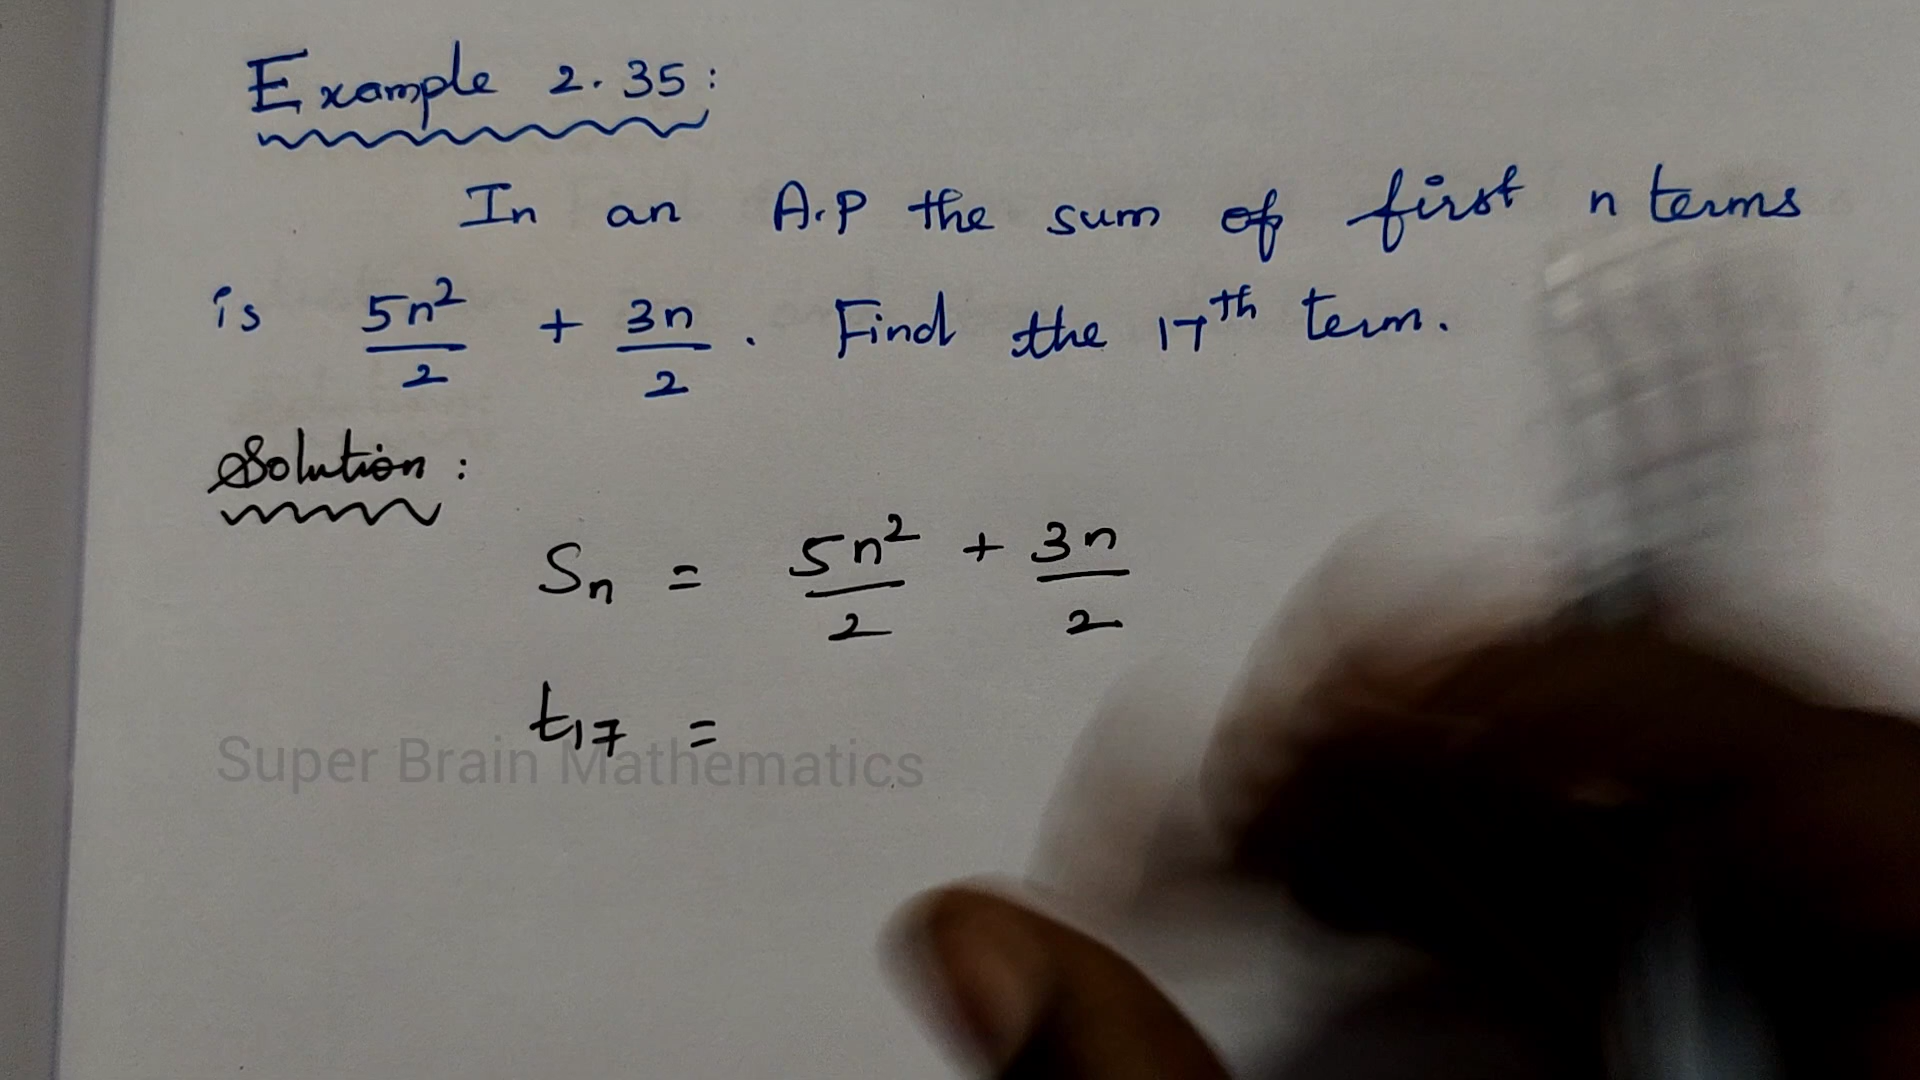 Example 2.35:
In an A.P the sum of first n terms
is 5n²/2 + 3n/2. Find the 17th term.
Solution:
Sn = 5n²/2 + 3n/2
t17 =
Super Brain Mathematics